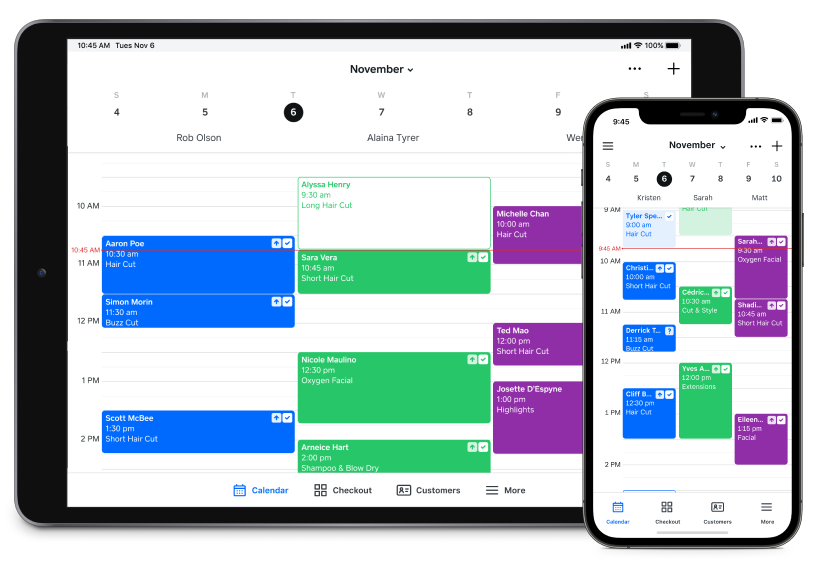 10:45 AM Tues Nov 6
100%
November
S M T W T F S
4 5 6 7 8 9
Rob Olson
Alaina Tyrer
10 AM
10:45 AM
11 AM
12 PM
1 PM
2 PM
Aaron Poe
10:30 am
Hair Cut
Simon Morin
11:30 am
Buzz Cut
Scott McBee
1:30 pm
Short Hair Cut
Alyssa Henry
9:30 am
Long Hair Cut
Sara Vera
10:45 am
Short Hair Cut
Nicole Maulino
12:30 pm
Oxygen Facial
Arneice Hart
2:00 pm
Shampoo & Blow Dry
Michelle Chan
10:00 am
Hair Cut
Ted Mao
12:00 pm
Short Hair Cut
Josette D'Espyne
1:00 pm
Highlights
Calendar
Checkout
Customers
More
9:45
November
S M T W T F S
4 5 6 7 8 9 10
Kristen
Sarah
Matt
9 AM
9:45 AM
10 AM
11 AM
12 PM
1 PM
2 PM
Tyler Spe...
9:00 am
Hair Cut
Christi...
10:00 am
Short Hair Cut
Derrick T...
11:15 am
Buzz Cut
Cliff B...
12:30 pm
Hair Cut
Hair Cut
Cédric...
10:30 am
Cut & Style
Yves A...
12:00 pm
Extensions
Sarah...
9:30 am
Oxygen Facial
Shadi...
10:45 am
Short Hair Cut
Eileen...
1:15 pm
Facial
Calendar
Checkout
Customers
More